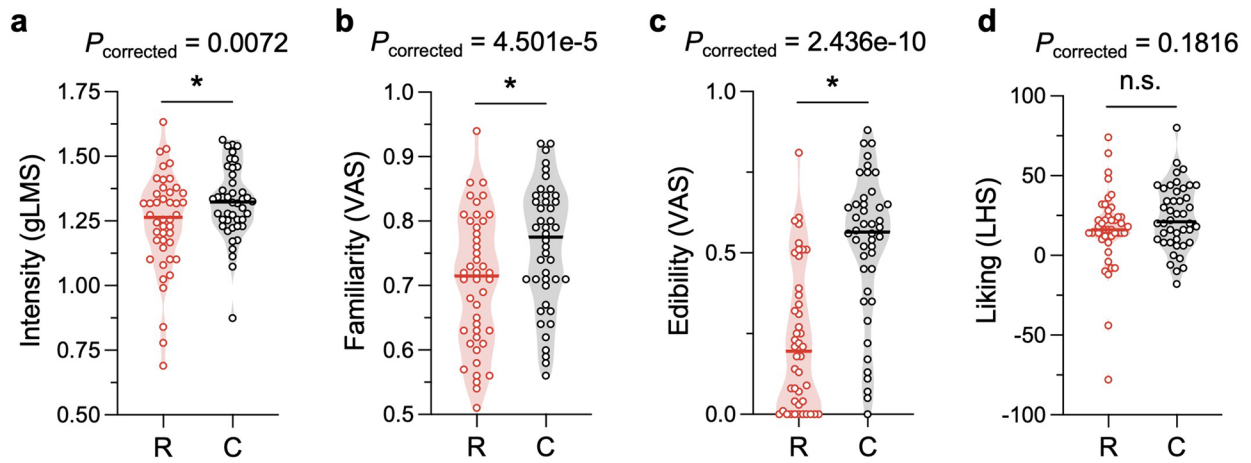 a
P corrected = 0.0072
*
Intensity (gLMS)
1.75
1.50
1.25
1.00
0.75
0.50
R C
b
P corrected = 4.501e-5
*
Familiarity (VAS)
1.0
0.9
0.8
0.7
0.6
0.5
R C
c
P corrected = 2.436e-10
*
Edibility (VAS)
1.0
0.5
0.0
R C
d
P corrected = 0.1816
n.s.
Liking (LHS)
100
50
0
-50
-100
R C